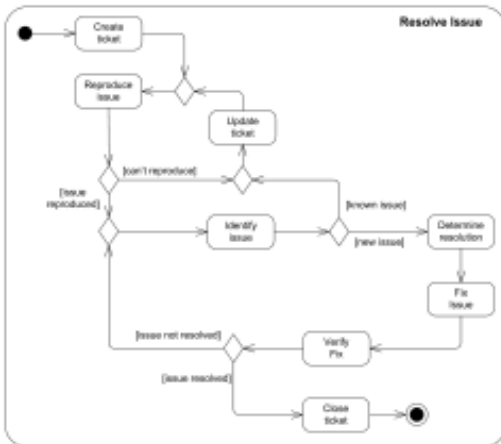 Resolve Issue
Create
ticket
Reproduce
issue
Update
ticket
[can't reproduce]
[issue
reproduced]
[known issue]
Identify
issue
[new issue]
Determine
resolution
Fix
issue
[issue not resolved]
Verify
Fix
[issue resolved]
Close
ticket